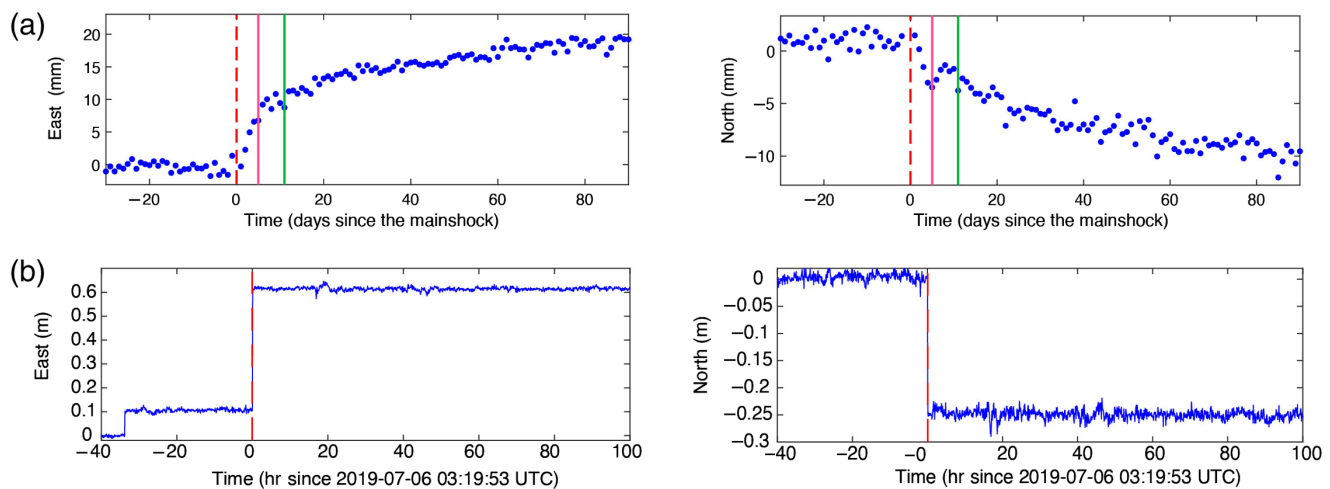 (a)
East (mm)
20
15
10
5
0
−20 0 20 40 60 80
Time (days since the mainshock)
North (mm)
0
−5
−10
−20 0 20 40 60 80
Time (days since the mainshock)
(b)
East (m)
0.6
0.5
0.4
0.3
0.2
0.1
0
−40 −20 0 20 40 60 80 100
Time (hr since 2019-07-06 03:19:53 UTC)
North (m)
0
−0.05
−0.1
−0.15
−0.2
−0.25
−0.3
−40 −20 −0 20 40 60 80 100
Time (hr since 2019-07-06 03:19:53 UTC)